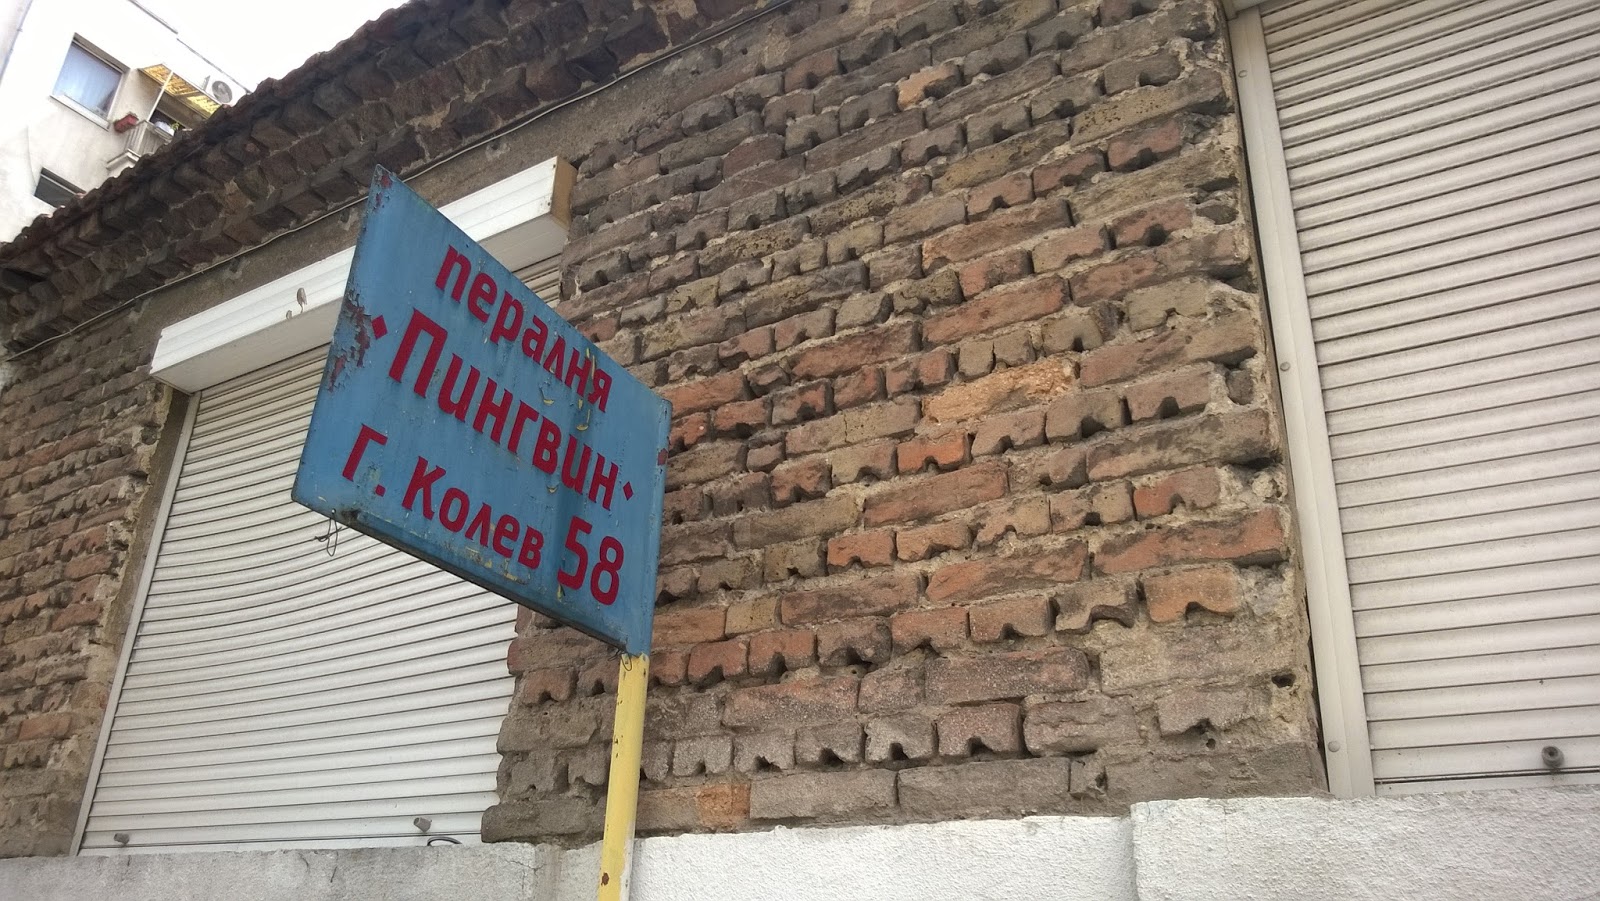 пералня
·Пингвин·
Г. Колев 58